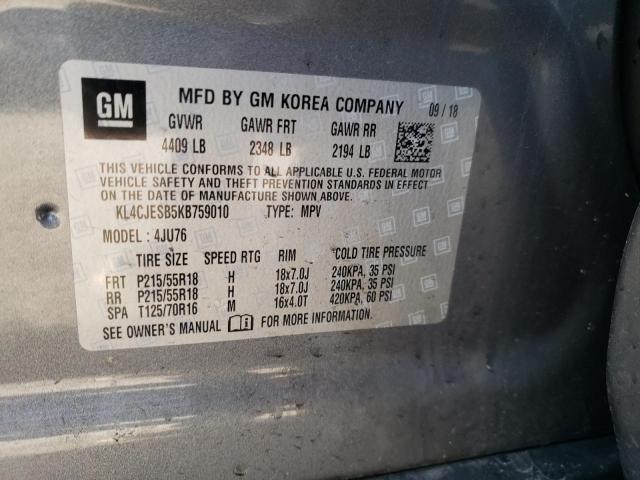 GM
MFD BY GM KOREA COMPANY 09 / 18
GVWR GAWR FRT GAWR RR
4409 LB 2348 LB 2194 LB
THIS VEHICLE CONFORMS TO ALL APPLICABLE U.S. FEDERAL MOTOR
VEHICLE SAFETY AND THEFT PREVENTION STANDARDS IN EFFECT ON
THE DATE OF MANUFACTURE SHOWN ABOVE.
KL4CJESB5KB759010 TYPE: MPV
MODEL: 4JU76
TIRE SIZE SPEED RTG RIM COLD TIRE PRESSURE
FRT P215/55R18 H 18x7.0J 240KPA, 35 PSI
RR P215/55R18 H 18x7.0J 240KPA, 35 PSI
SPA T125/70R16 M 16x4.0T 420KPA, 60 PSI
SEE OWNER'S MANUAL FOR MORE INFORMATION.